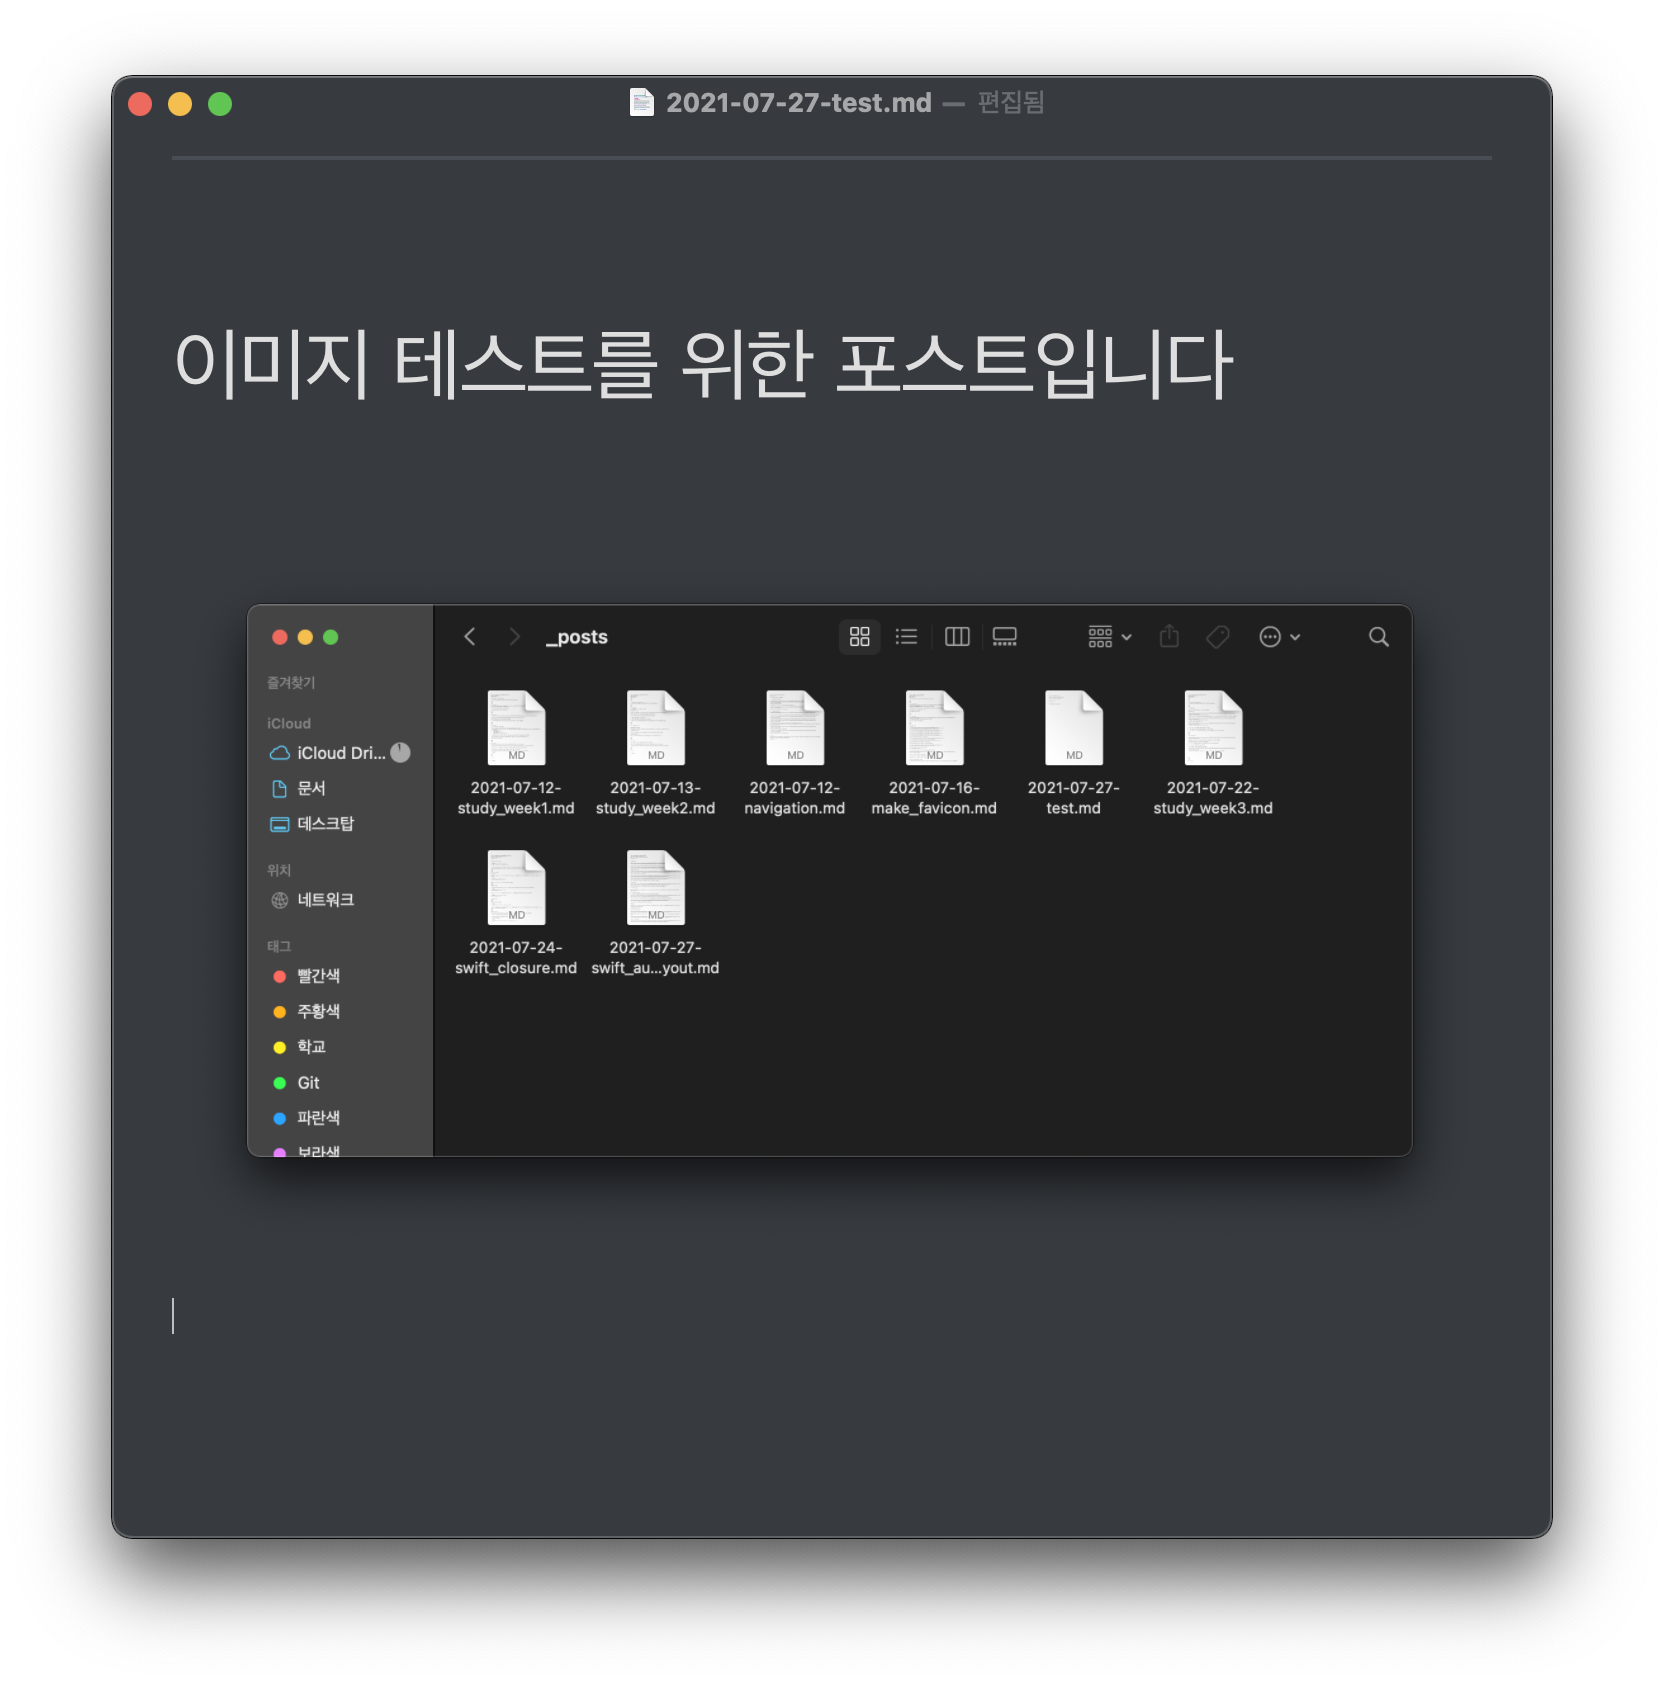 2021-07-27-test.md — 편집됨
이미지 테스트를 위한 포스트입니다
_posts
즐겨찾기
iCloud
iCloud Dri...
문서
데스크탑
위치
네트워크
태그
빨간색
주황색
학교
Git
파란색
보라색
MD
MD
MD
MD
MD
MD
2021-07-12-
study_week1.md
2021-07-13-
study_week2.md
2021-07-12-
navigation.md
2021-07-16-
make_favicon.md
2021-07-27-
test.md
2021-07-22-
study_week3.md
MD
MD
2021-07-24-
swift_closure.md
2021-07-27-
swift_au...yout.md